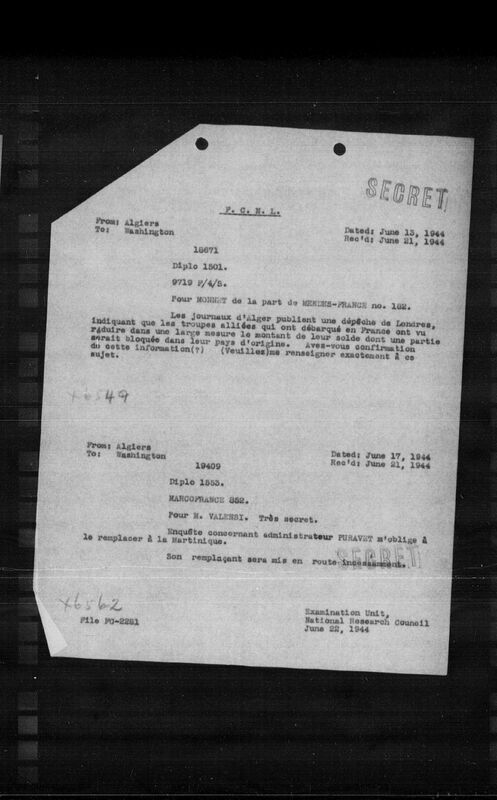 SECRET
F. C. N. L.
From: Algiers
To: Washington
Dated: June 13, 1944
Rec'd: June 21, 1944
18671
Diplo 1501.
9719 F/4/S.
Pour MONNET de la part de MENDES-FRANCE no. 182.
Les journaux d'Alger publient une dépêche de Londres,
indiquant que les troupes alliées qui ont débarqué en France ont vu
réduire dans une large mesure le montant de leur solde dont une partie
serait bloquée dans leur pays d'origine. Avez-vous confirmation
du cette information(?) (Veuillez)me renseigner exactement à ce
sujet.
x6549
From: Algiers
To: Washington
Dated: June 17, 1944
Rec'd: June 21, 1944
19409
Diplo 1553.
MARCOFRANCE 852.
Pour M. VALENSI. Très secret.
Enquête concernant administrateur PURAVET m'oblige à
le remplacer à la Martinique.
SECRET
Son remplaçant sera mis en route incessamment.
x6562
File FC-2281
Examination Unit,
National Research Council
June 22, 1944